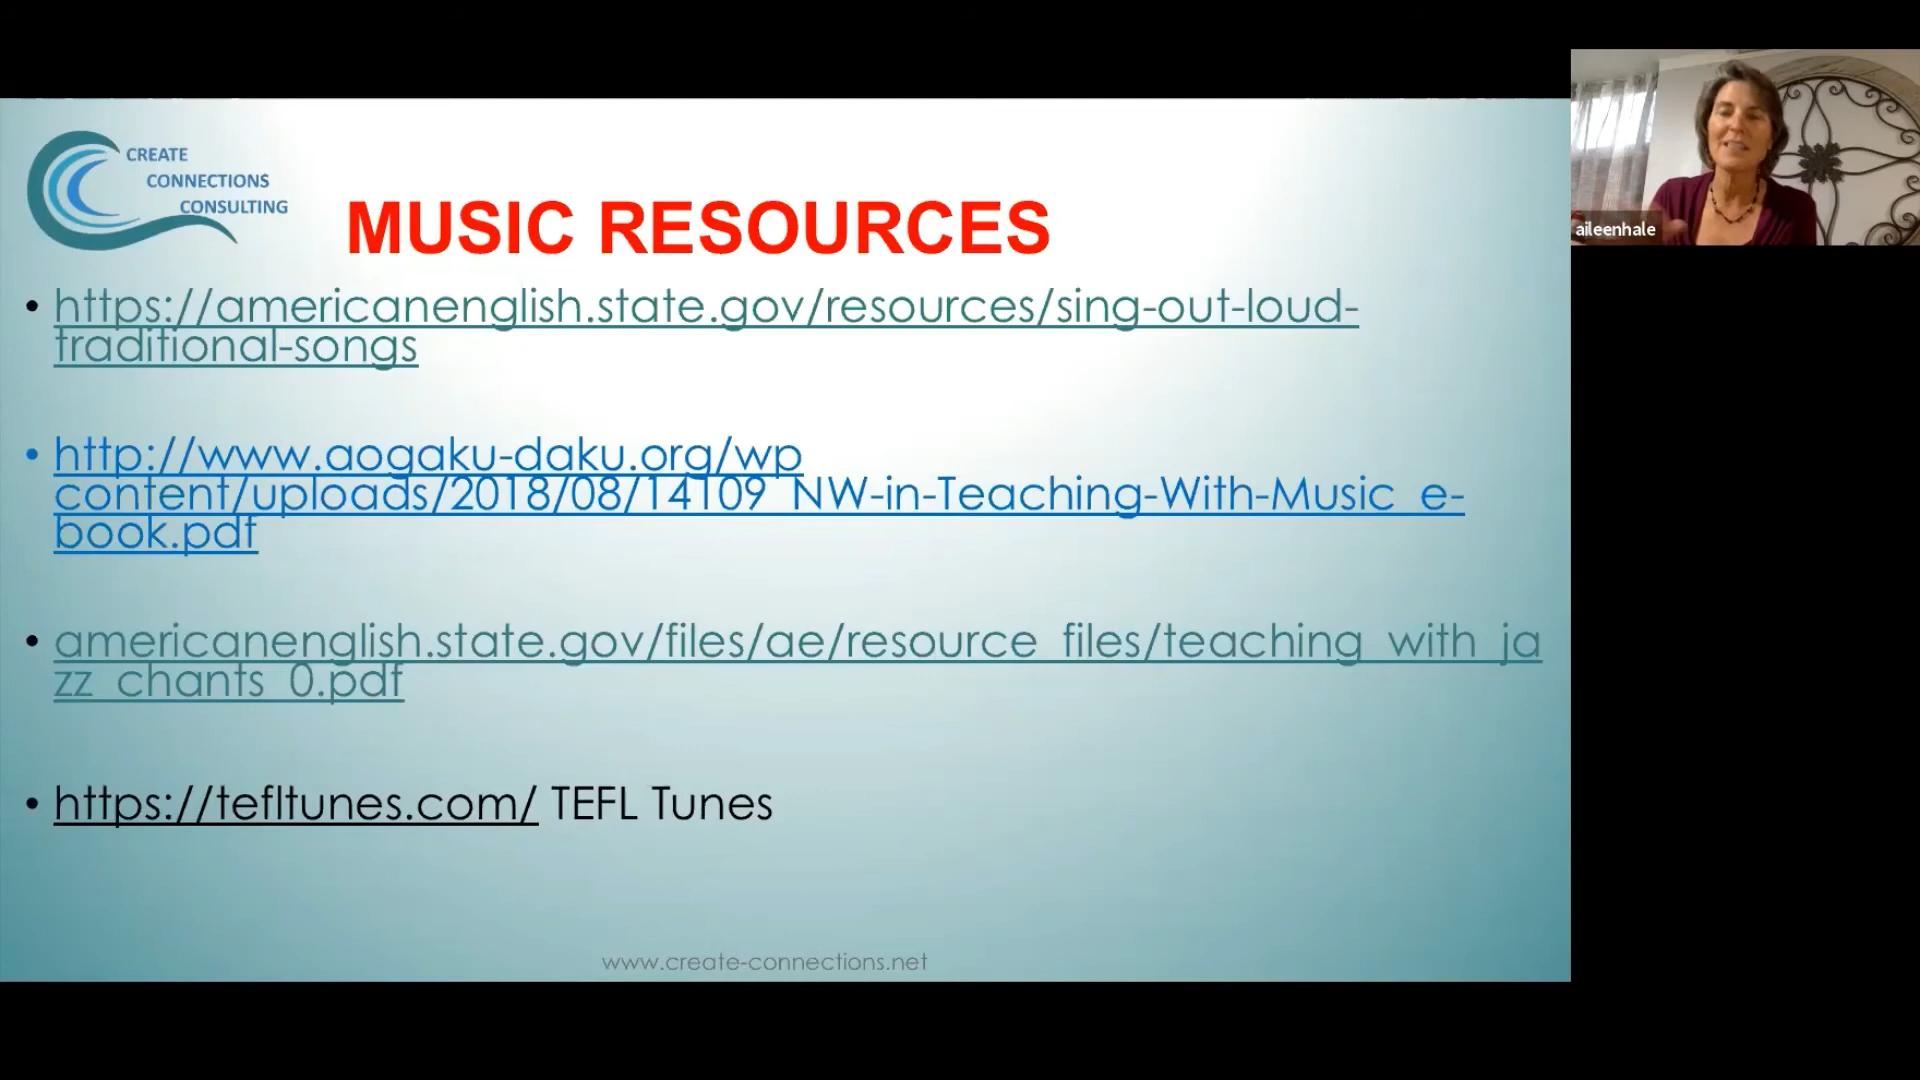 CREATE
CONNECTIONS
CONSULTING
MUSIC RESOURCES
• https://americanenglish.state.gov/resources/sing-out-loud-
traditional-songs
• http://www.aogaku-daku.org/wp
content/uploads/2018/08/14109_NW-in-Teaching-With-Music_e-
book.pdf
• americanenglish.state.gov/files/ae/resource_files/teaching_with_ja
zz_chants_0.pdf
• https://tefltunes.com/ TEFL Tunes
www.create-connections.net
aileenhale